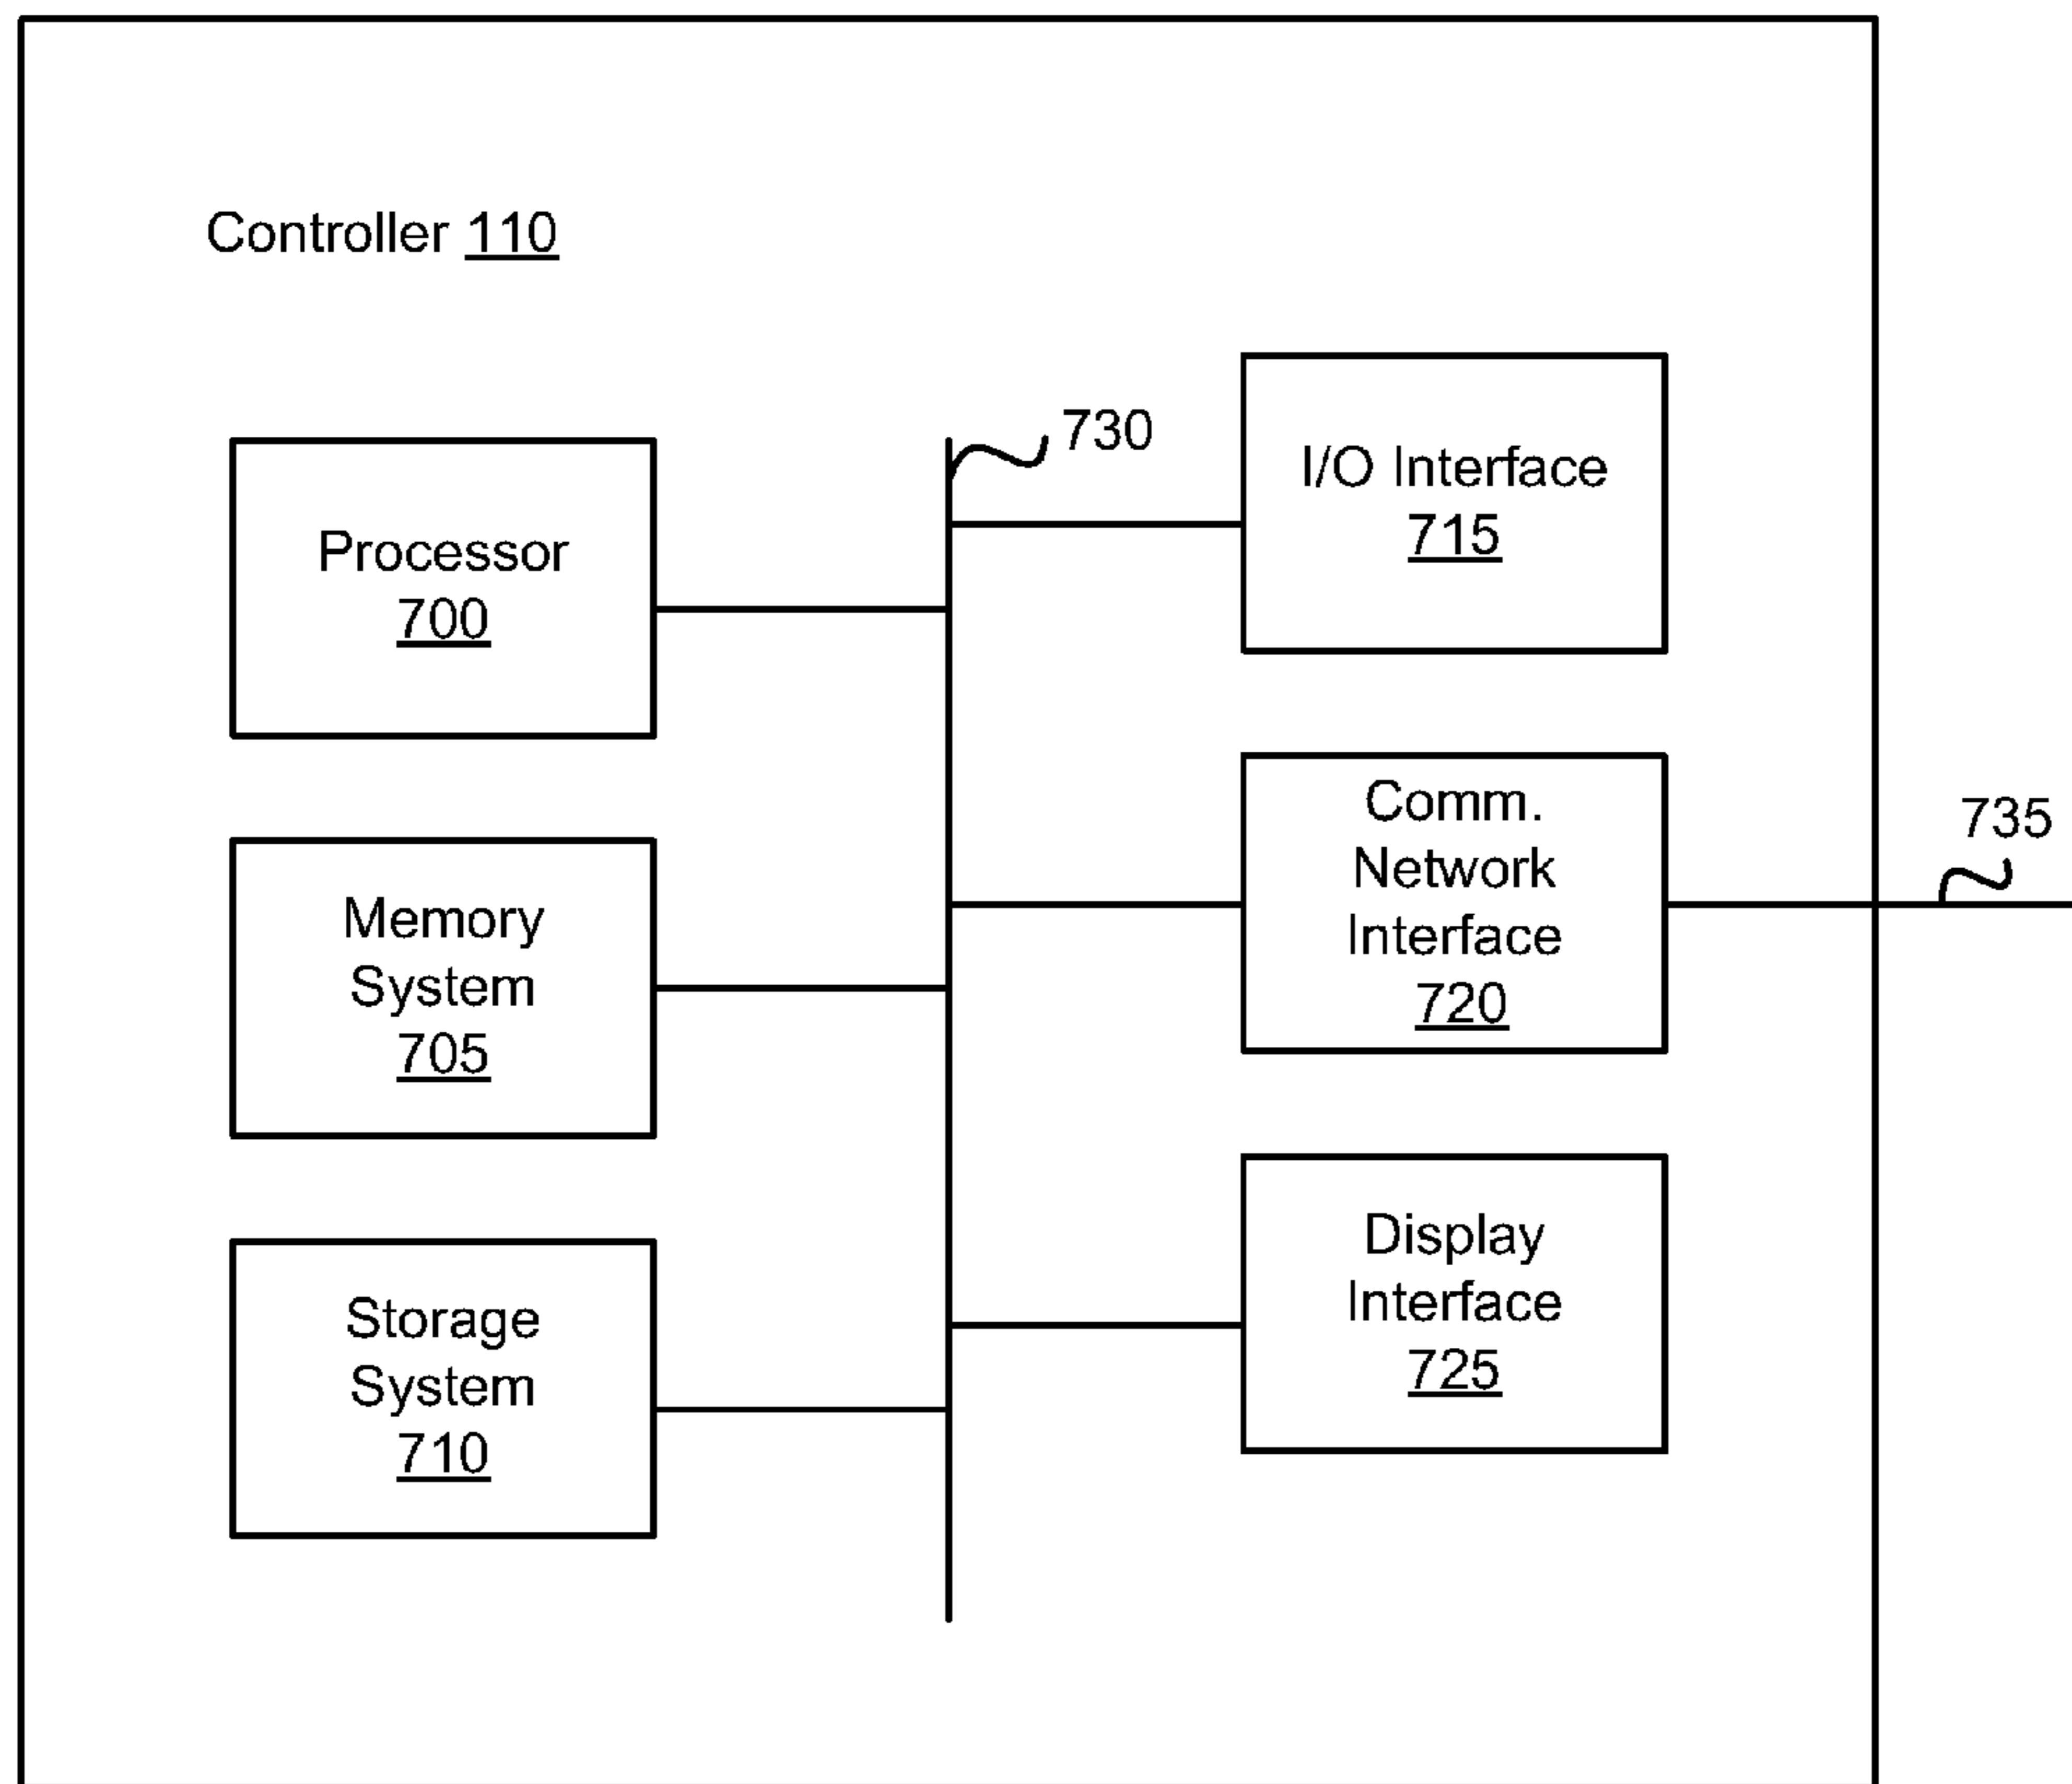 Controller 110
730
I/O Interface
715
Processor
700
Comm.
Network
Interface
720
735
Memory
System
705
Display
Interface
725
Storage
System
710